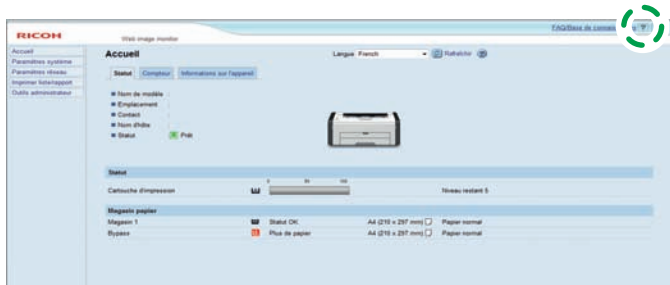 RICOH
Web image monitor
FAQ/Base de
Accueil
Paramètres système
Paramètres réseau
Imprimer liste/rapport
Outils administrateur
Accueil
Langue French
Rafraîchir
Statut Compteur Informations sur l'appareil
Nom de modèle :
Emplacement :
Contact :
Nom d'hôte :
Statut : Prêt
Statut
0 50 100
Cartouche d'impression Niveau restant 5
Magasin papier
Magasin 1 Statut OK A4 (210 x 297 mm) Papier normal
Bypass Plus de papier A4 (210 x 297 mm) Papier normal